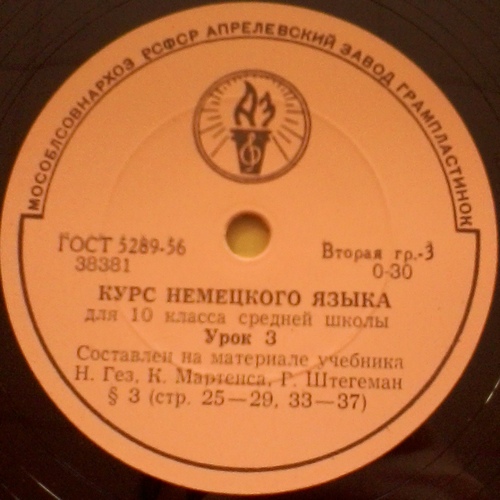 МОСОБЛСОВНАРХОЗ РСФСР АПРЕЛЕВСКИЙ ЗАВОД ГРАМПЛАСТИНОК
АЗ
ГОСТ 5289-56
38381
Вторая гр.-3
0-30
КУРС НЕМЕЦКОГО ЯЗЫКА
для 10 класса средней школы
Урок 3
Составлен на материале учебника
Н. Гез, К. Мартенса, Г. Штегеман
§ 3 (стр. 25—29, 33—37)